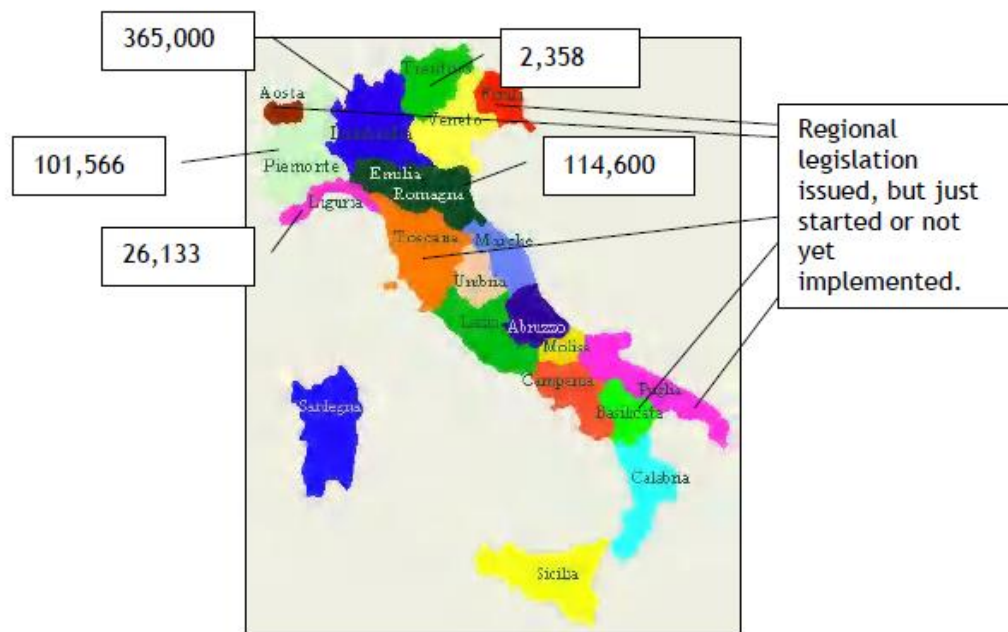 365,000
2,358
Trentino
Friuli
Aosta
Veneto
Lombardia
Regional
legislation
issued, but just
started or not
yet
implemented.
101,566
114,600
Piemonte
Emilia
Romagna
Liguria
26,133
Toscana
Marche
Umbria
Lazio
Abruzzo
Molise
Campania
Puglia
Sardegna
Basilicata
Calabria
Sicilia